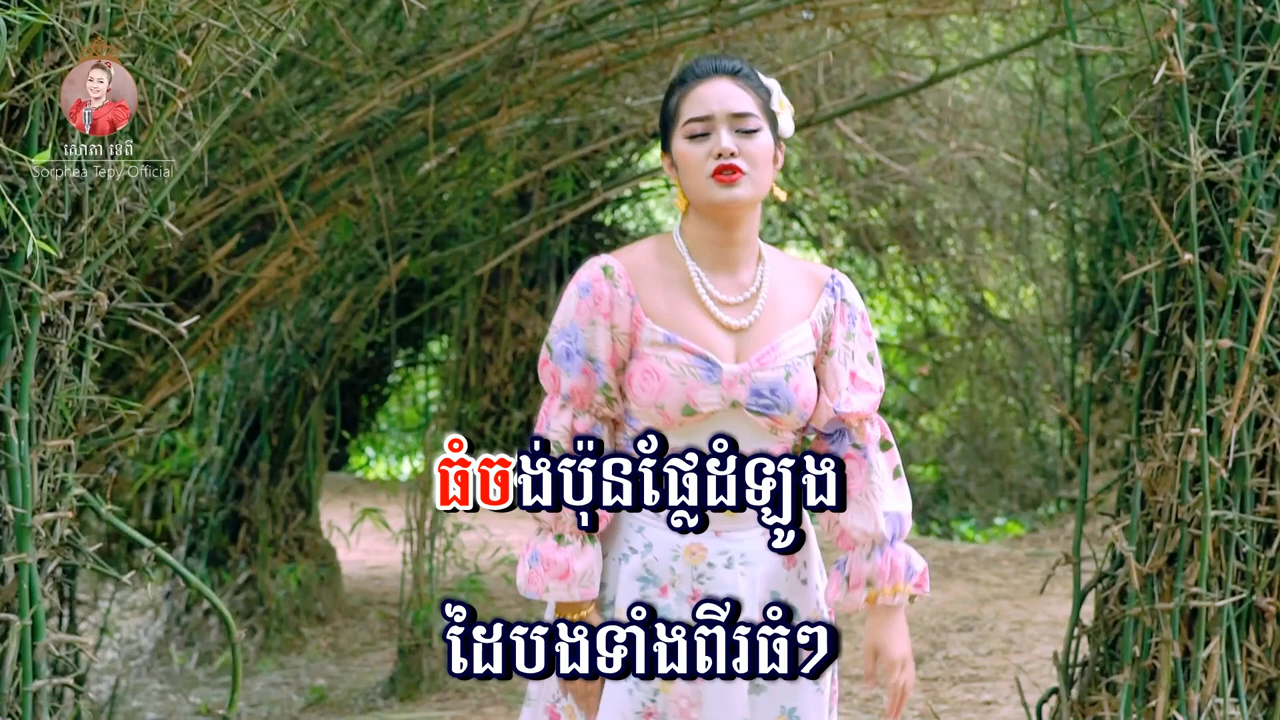 សោភា ទេពី
Sorphea Tepy Official
ធំចង់ប៉ុនផ្លែដំឡូង
ដៃបងទាំងពីរធំៗ